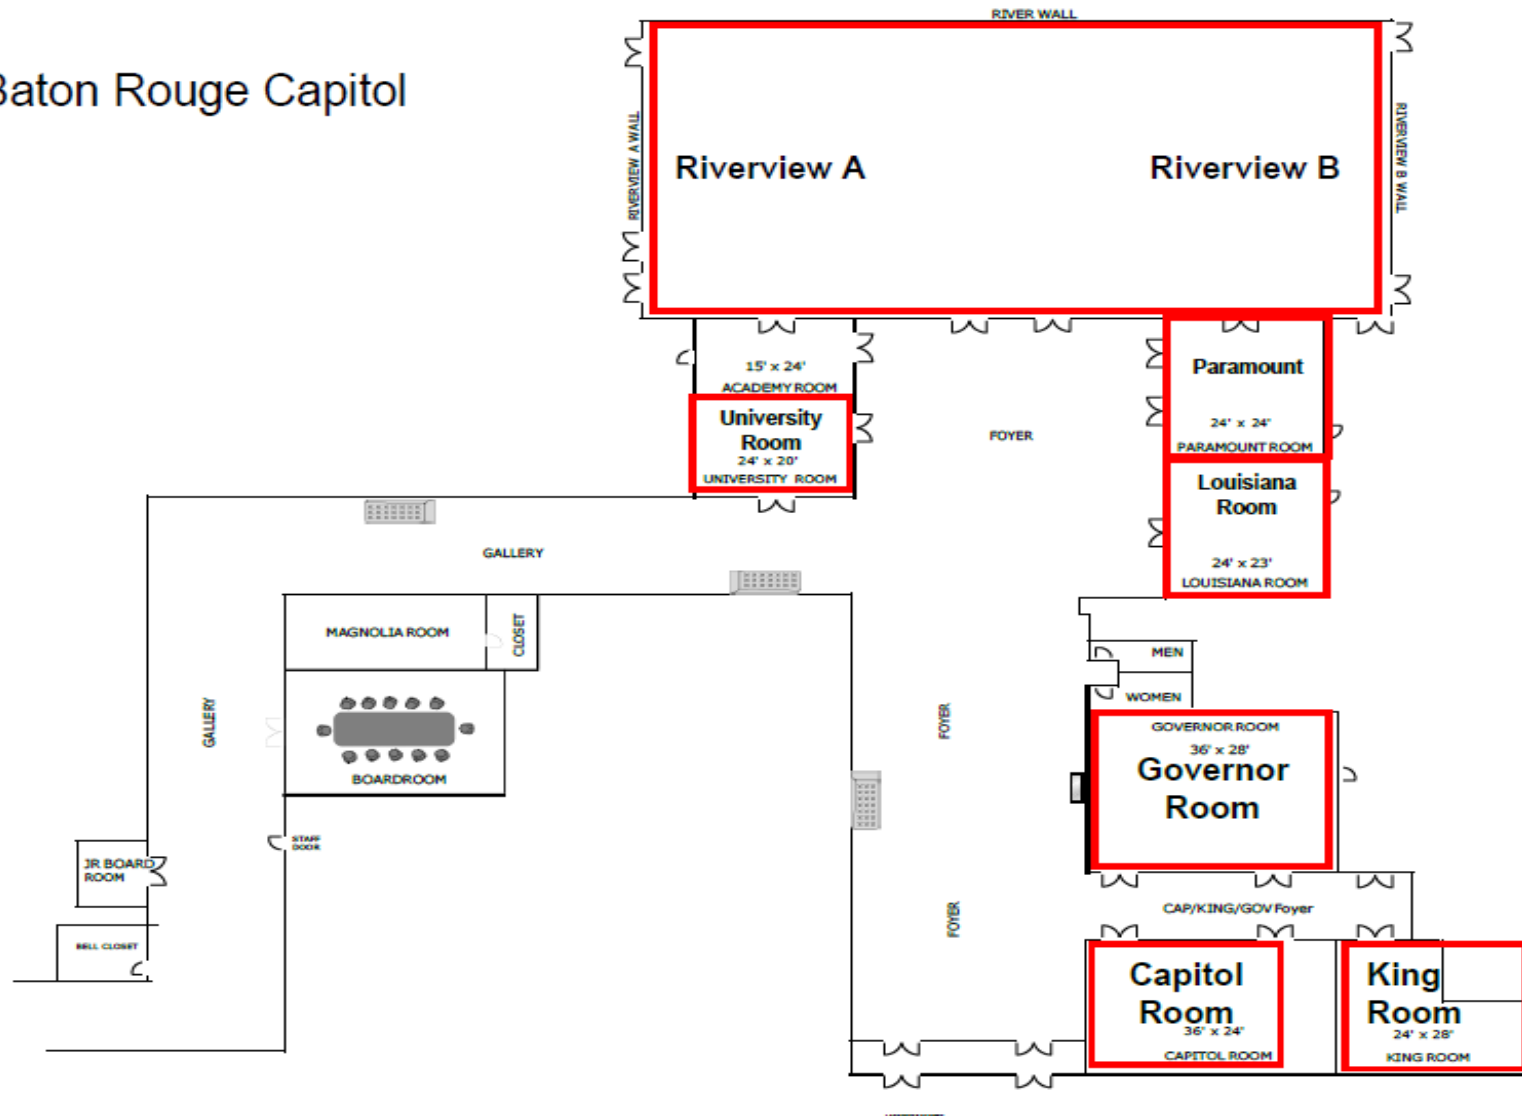 RIVER WALL
Baton Rouge Capitol
RIVERVIEW A WALL
RIVERVIEW B WALL
Riverview A
Riverview B
15' x 24'
ACADEMY ROOM
University
Room
24' x 20'
UNIVERSITY ROOM
FOYER
Paramount
24' x 24'
PARAMOUNT ROOM
Louisiana
Room
24' x 23'
LOUISIANA ROOM
GALLERY
MAGNOLIA ROOM
CLOSET
MEN
WOMEN
GALLERY
BOARDROOM
FOYER
GOVERNOR ROOM
36' x 28'
Governor
Room
STAFF
DOOR
JR BOARD
ROOM
BELL CLOSET
FOYER
CAP/KING/GOV Foyer
Capitol
Room
36' x 24'
CAPITOL ROOM
King
Room
24' x 28'
KING ROOM